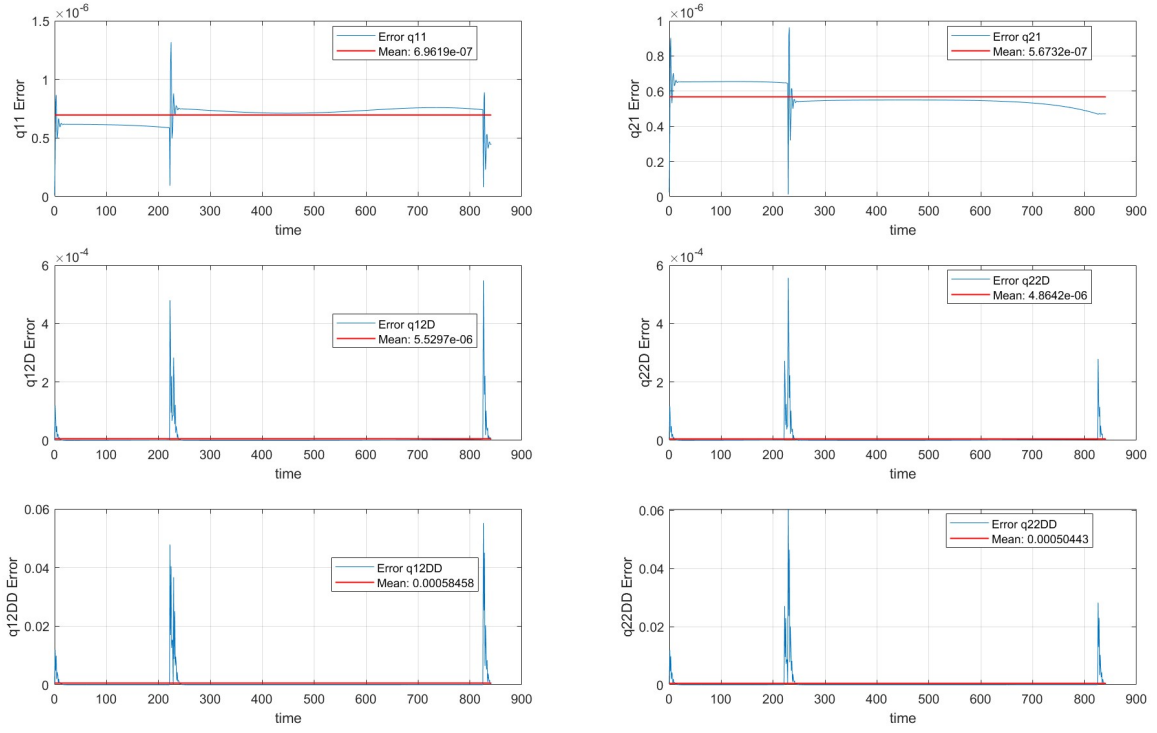 ×10^-6
1.5
1
0.5
0
q11 Error
Error q11
Mean: 6.9619e-07
0 100 200 300 400 500 600 700 800 900
time
×10^-6
1
0.8
0.6
0.4
0.2
0
q21 Error
Error q21
Mean: 5.6732e-07
0 100 200 300 400 500 600 700 800 900
time
×10^-4
6
4
2
0
q12D Error
Error q12D
Mean: 5.5297e-06
0 100 200 300 400 500 600 700 800 900
time
×10^-4
6
4
2
0
q22D Error
Error q22D
Mean: 4.8642e-06
0 100 200 300 400 500 600 700 800 900
time
0.06
0.04
0.02
0
q12DD Error
Error q12DD
Mean: 0.00058458
0 100 200 300 400 500 600 700 800 900
time
0.06
0.04
0.02
0
q22DD Error
Error q22DD
Mean: 0.00050443
0 100 200 300 400 500 600 700 800 900
time